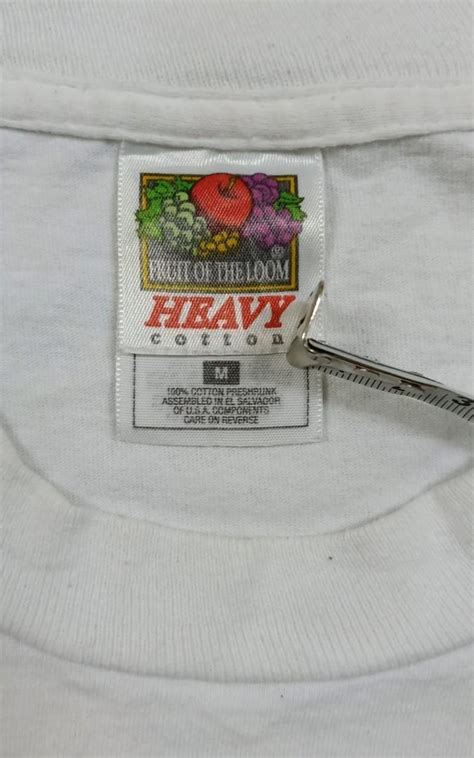 FRUIT OF THE LOOM
HEAVY
cotton
M
100% COTTON PRESHRUNK
ASSEMBLED IN EL SALVADOR
OF U.S.A. COMPONENTS
CARE ON REVERSE